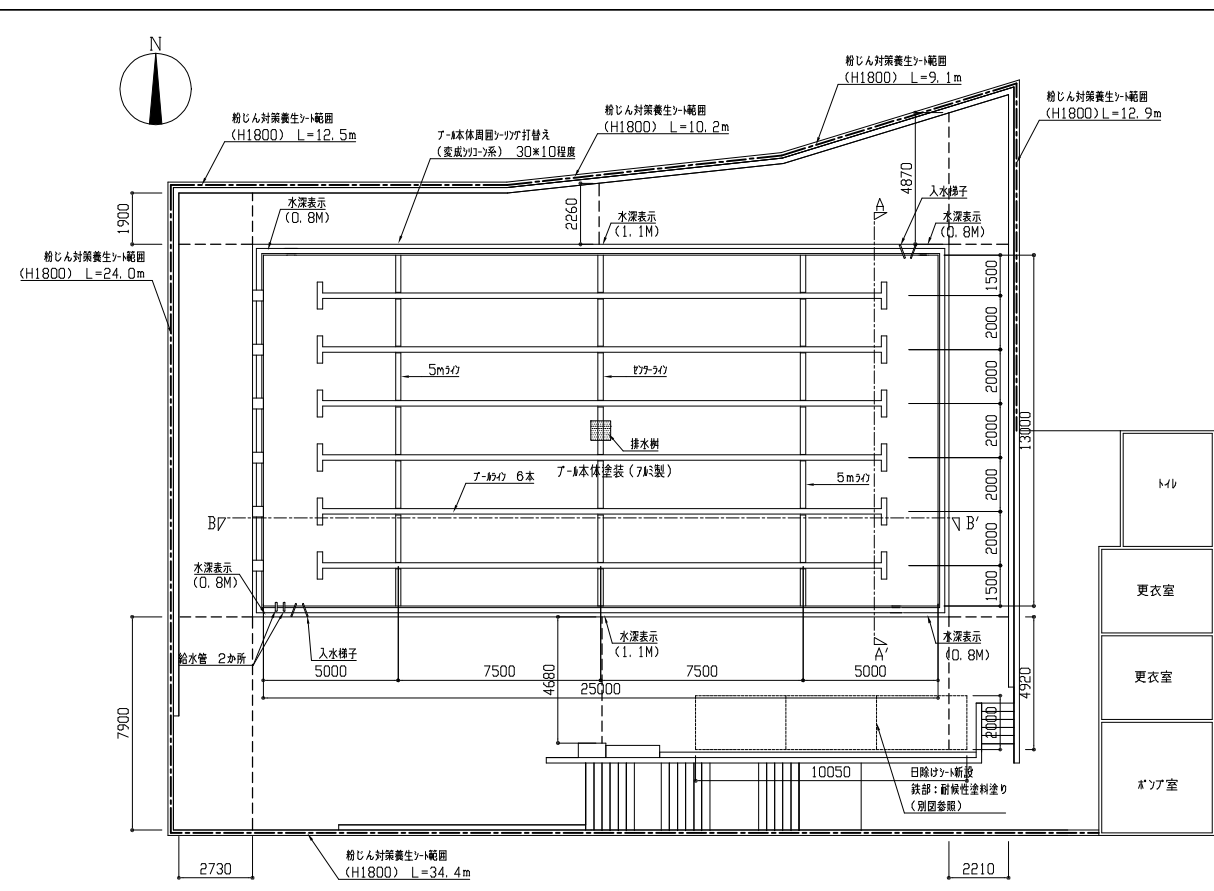 N
粉じん対策養生シート範囲
(H1800) L=9.1m
粉じん対策養生シート範囲
(H1800) L=12.9m
粉じん対策養生シート範囲
(H1800) L=10.2m
粉じん対策養生シート範囲
(H1800) L=12.5m
プール本体周囲シーリング打替え
(変成シリコーン系) 30*10程度
粉じん対策養生シート範囲
(H1800) L=24.0m
1900
水深表示
(0.8M)
2260
水深表示
(1.1M)
4870
A
入水梯子
水深表示
(0.8M)
5mライン
センターライン
排水桝
プール本体塗装(アルミ製)
プールライン 6本
5mライン
B
B'
1500
2000
2000
2000
2000
2000
1500
13000
トイレ
更衣室
更衣室
ポンプ室
水深表示
(0.8M)
給水管 2か所
入水梯子
水深表示
(1.1M)
A'
水深表示
(0.8M)
5000
7500
7500
5000
25000
4680
4920
2000
7900
10050
日除けシート新設
鉄部:耐候性塗料塗り
(別図参照)
2730
粉じん対策養生シート範囲
(H1800) L=34.4m
2210